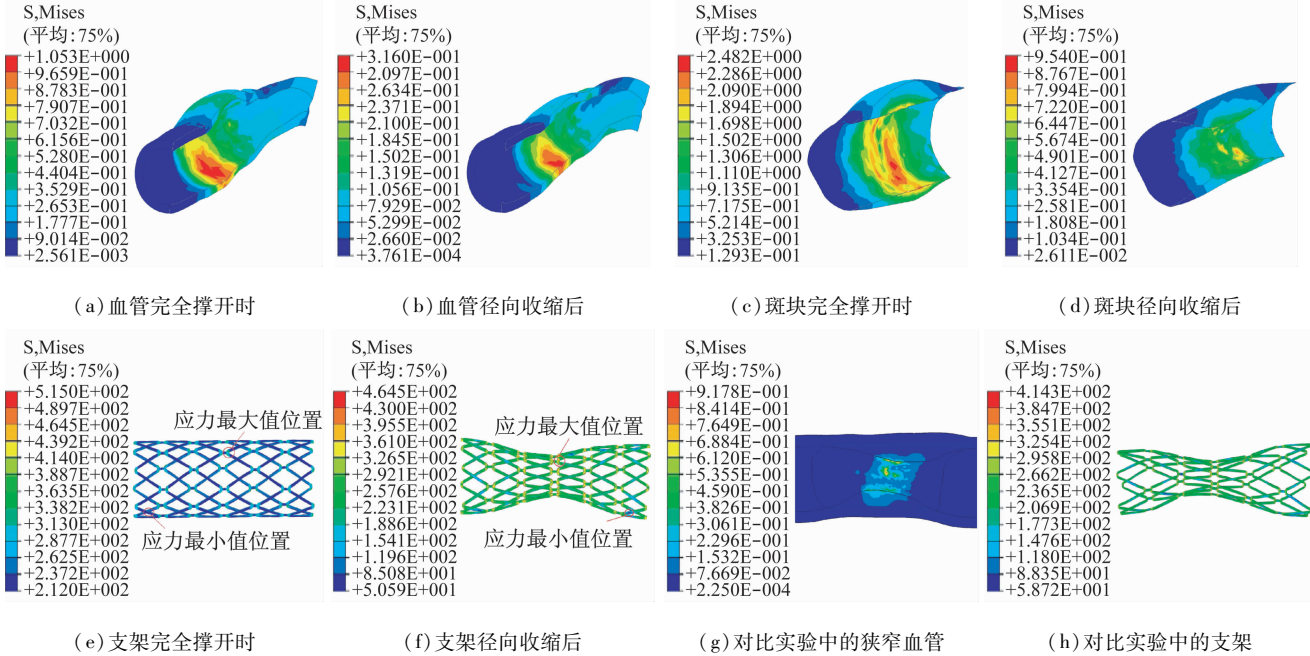 S,Mises
(平均:75%)
+1.053E+000
+9.659E-001
+8.783E-001
+7.907E-001
+7.032E-001
+6.156E-001
+5.280E-001
+4.404E-001
+3.529E-001
+2.653E-001
+1.777E-001
+9.014E-002
+2.561E-003
(a)血管完全撑开时
S,Mises
(平均:75%)
+3.160E-001
+2.097E-001
+2.634E-001
+2.371E-001
+2.100E-001
+1.845E-001
+1.502E-001
+1.319E-001
+1.056E-001
+7.929E-002
+5.299E-002
+2.660E-002
+3.761E-004
(b)血管径向收缩后
S,Mises
(平均:75%)
+2.482E+000
+2.286E+000
+2.090E+000
+1.894E+000
+1.698E+000
+1.502E+000
+1.306E+000
+1.110E+000
+9.135E-001
+7.175E-001
+5.214E-001
+3.253E-001
+1.293E-001
(c)斑块完全撑开时
S,Mises
(平均:75%)
+9.540E-001
+8.767E-001
+7.994E-001
+7.220E-001
+6.447E-001
+5.674E-001
+4.901E-001
+4.127E-001
+3.354E-001
+2.581E-001
+1.808E-001
+1.034E-001
+2.611E-002
(d)斑块径向收缩后
S,Mises
(平均:75%)
+5.150E+002
+4.897E+002
+4.645E+002
+4.392E+002
+4.140E+002
+3.887E+002
+3.635E+002
+3.382E+002
+3.130E+002
+2.877E+002
+2.625E+002
+2.372E+002
+2.120E+002
应力最大值位置
应力最小值位置
(e)支架完全撑开时
S,Mises
(平均:75%)
+4.645E+002
+4.300E+002
+3.955E+002
+3.610E+002
+3.265E+002
+2.921E+002
+2.576E+002
+2.231E+002
+1.886E+002
+1.541E+002
+1.196E+002
+8.508E+001
+5.059E+001
应力最大值位置
应力最小值位置
(f)支架径向收缩后
S,Mises
(平均:75%)
+9.178E-001
+8.414E-001
+7.649E-001
+6.884E-001
+6.120E-001
+5.355E-001
+4.590E-001
+3.826E-001
+3.061E-001
+2.296E-001
+1.532E-001
+7.669E-002
+2.250E-004
(g)对比实验中的狭窄血管
S,Mises
(平均:75%)
+4.143E+002
+3.847E+002
+3.551E+002
+3.254E+002
+2.958E+002
+2.662E+002
+2.365E+002
+2.069E+002
+1.773E+002
+1.476E+002
+1.180E+002
+8.835E+001
+5.872E+001
(h)对比实验中的支架